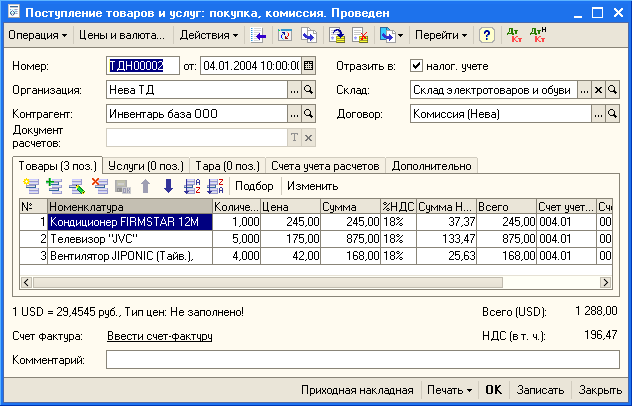 Поступление товаров и услуг: покупка, комиссия. Проведен
Операция Цены и валюта... Действия Перейти ? Дт Кт Дт Н Кт
Номер: ТДН00002 от: 04.01.2004 10:00:00 Отразить в: налог. учете
Организация: Нева ТД ... Склад: Склад электротоваров и обуви ... ×
Контрагент: Инвентарь база ООО ... Договор: Комиссия (Нева) ...
Документ
расчетов: T ×
Товары (3 поз.) Услуги (0 поз.) Тара (0 поз.) Счета учета расчетов Дополнительно
Подбор Изменить
№ Номенклатура Количе... Цена Сумма %НДС Сумма Н... Всего Счет учет... Сче
1 Кондиционер FIRMSTAR 12М 1,000 245,00 245,00 18% 37,37 245,00 004.01 00
2 Телевизор "JVC" 5,000 175,00 875,00 18% 133,47 875,00 004.01 00
3 Вентилятор JIPONIC (Тайв.), 4,000 42,00 168,00 18% 25,63 168,00 004.01 00
1 USD = 29,4545 руб., Тип цен: Не заполнено! Всего (USD): 1 288,00
Счет фактура: Ввести счет-фактуру НДС (в т. ч.): 196,47
Комментарий:
Приходная накладная Печать OK Записать Закрыть